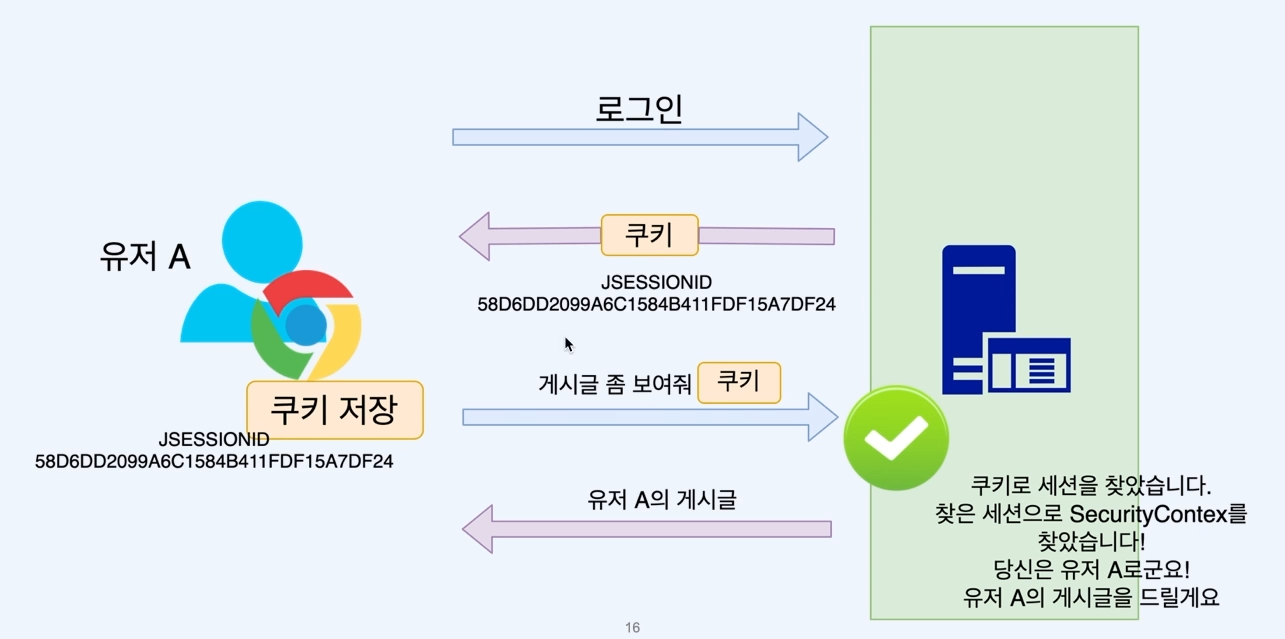 로그인
쿠키
JSESSIONID
58D6DD2099A6C1584B411FDF15A7DF24
유저 A
쿠키 저장
JSESSIONID
58D6DD2099A6C1584B411FDF15A7DF24
게시글 좀 보여줘 쿠키
유저 A의 게시글
쿠키로 세션을 찾았습니다.
찾은 세션으로 SecurityContex를
찾았습니다!
당신은 유저 A로군요!
유저 A의 게시글을 드릴게요
16